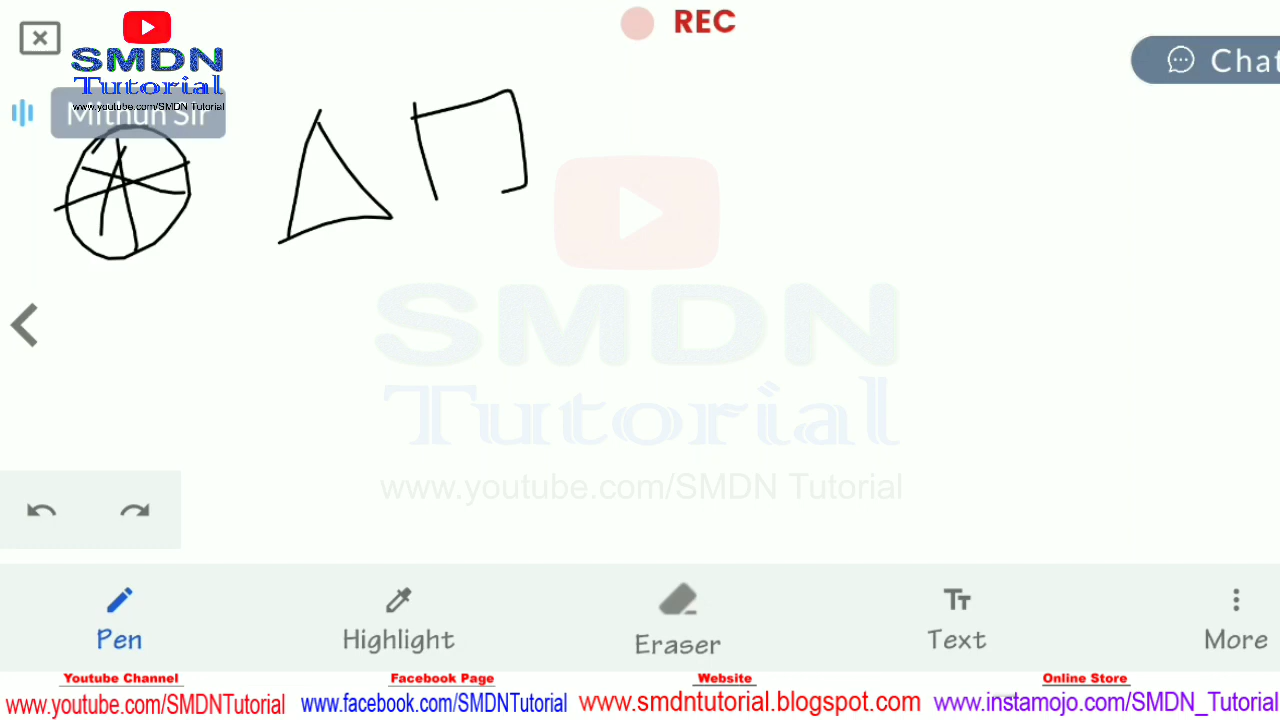 REC
SMDN
Tutorial
www.youtube.com/SMDN Tutorial
Chat
Mithun Sir
SMDN
Tutorial
www.youtube.com/SMDN Tutorial
Pen
Highlight
Eraser
Text
More
Youtube Channel
Facebook Page
Website
Online Store
www.youtube.com/SMDNTutorial
www.facebook.com/SMDNTutorial
www.smdntutorial.blogspot.com
www.instamojo.com/SMDN_Tutorial